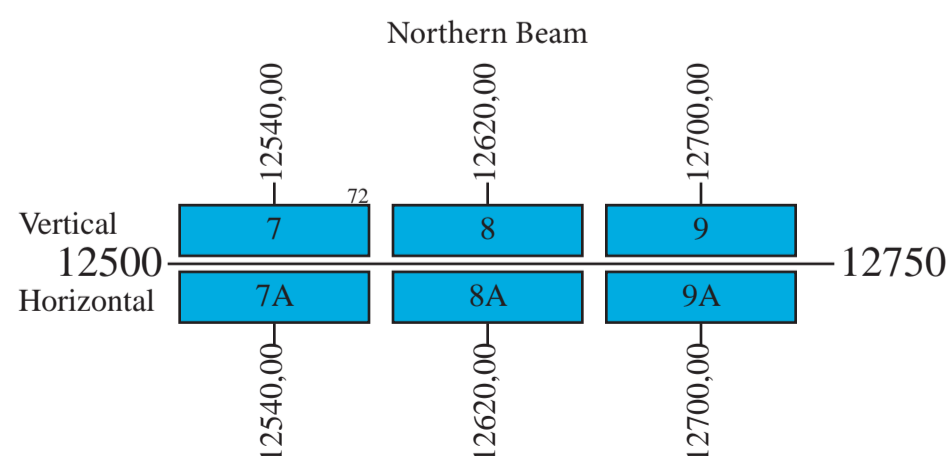 Northern Beam
12540,00 12620,00 12700,00
72
Vertical 7 8 9
12500 12750
Horizontal 7A 8A 9A
12540,00 12620,00 12700,00